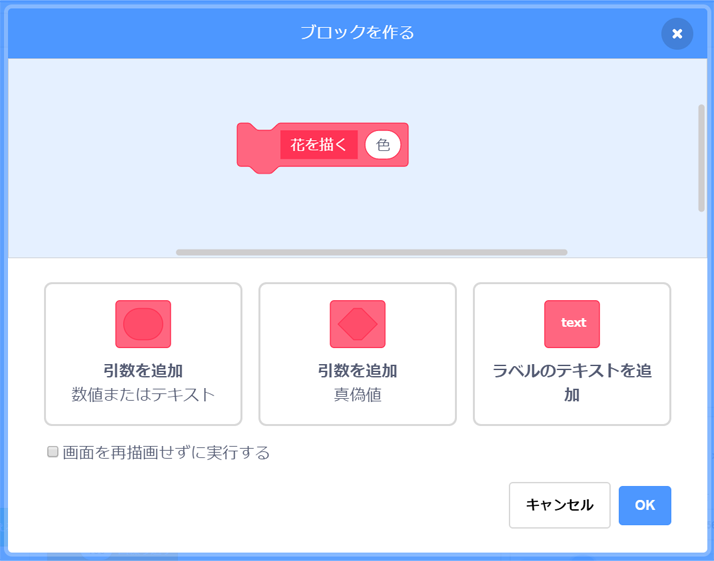 ブロックを作る
花を描く 色
text
引数を追加
数値またはテキスト
引数を追加
真偽値
ラベルのテキストを追
加
画面を再描画せずに実行する
キャンセル
OK